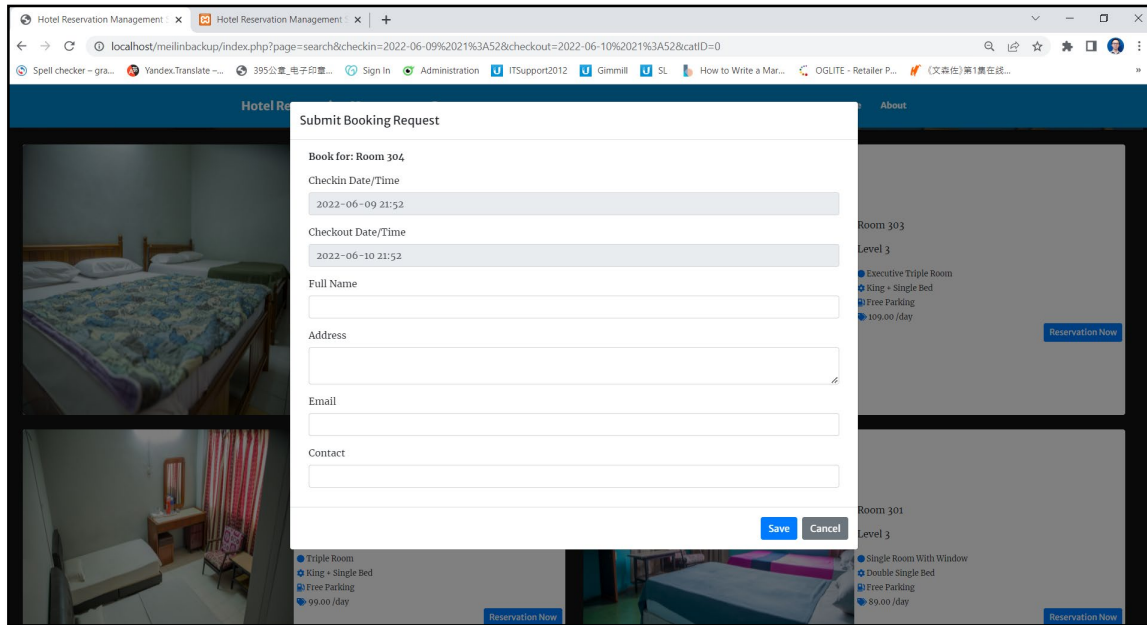 Hotel Reservation Management
Hotel Reservation Management
localhost/meilinbackup/index.php?page=search&checkin=2022-06-09%2021%3A52&checkout=2022-06-10%2021%3A52&catID=0
Spell checker – gra... Yandex.Translate –... 395公章_电子印章... Sign In Administration ITSupport2012 Gimmill SL How to Write a Mar... OGLITE - Retailer P... 《文森佐》第1集在线... »
Hotel Re
About
Submit Booking Request
Book for: Room 304
Checkin Date/Time
2022-06-09 21:52
Checkout Date/Time
2022-06-10 21:52
Full Name
Address
Email
Contact
Save Cancel
Room 303
Level 3
Executive Triple Room
King + Single Bed
Free Parking
109.00 /day
Reservation Now
Triple Room
King + Single Bed
Free Parking
99.00 /day
Reservation Now
Room 301
Level 3
Single Room With Window
Double Single Bed
Free Parking
89.00 /day
Reservation Now